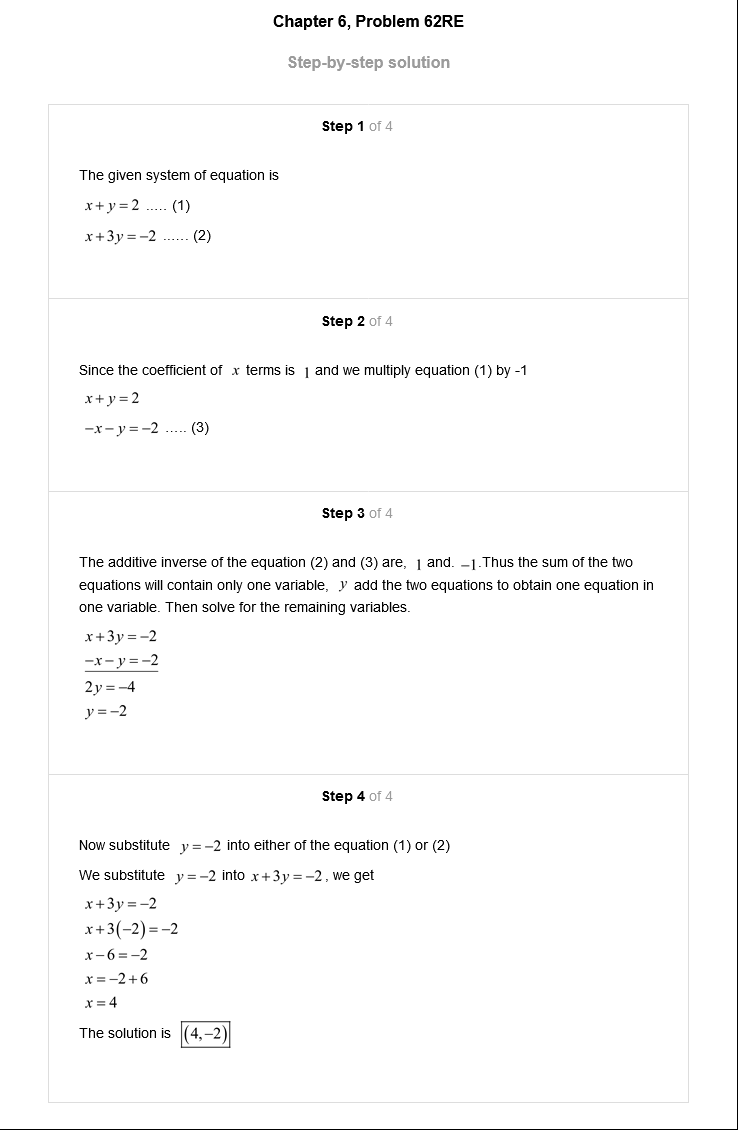 Chapter 6, Problem 62RE
Step-by-step solution
Step 1 of 4
The given system of equation is
x + y = 2 ..... (1)
x + 3y = −2 ...... (2)
Step 2 of 4
Since the coefficient of x terms is 1 and we multiply equation (1) by -1
x + y = 2
−x − y = −2 ..... (3)
Step 3 of 4
The additive inverse of the equation (2) and (3) are, 1 and. −1.Thus the sum of the two
equations will contain only one variable, y add the two equations to obtain one equation in
one variable. Then solve for the remaining variables.
x + 3y = −2
−x − y = −2
2y = −4
y = −2
Step 4 of 4
Now substitute y = −2 into either of the equation (1) or (2)
We substitute y = −2 into x + 3y = −2 , we get
x + 3y = −2
x + 3(−2) = −2
x − 6 = −2
x = −2 + 6
x = 4
The solution is (4,−2)